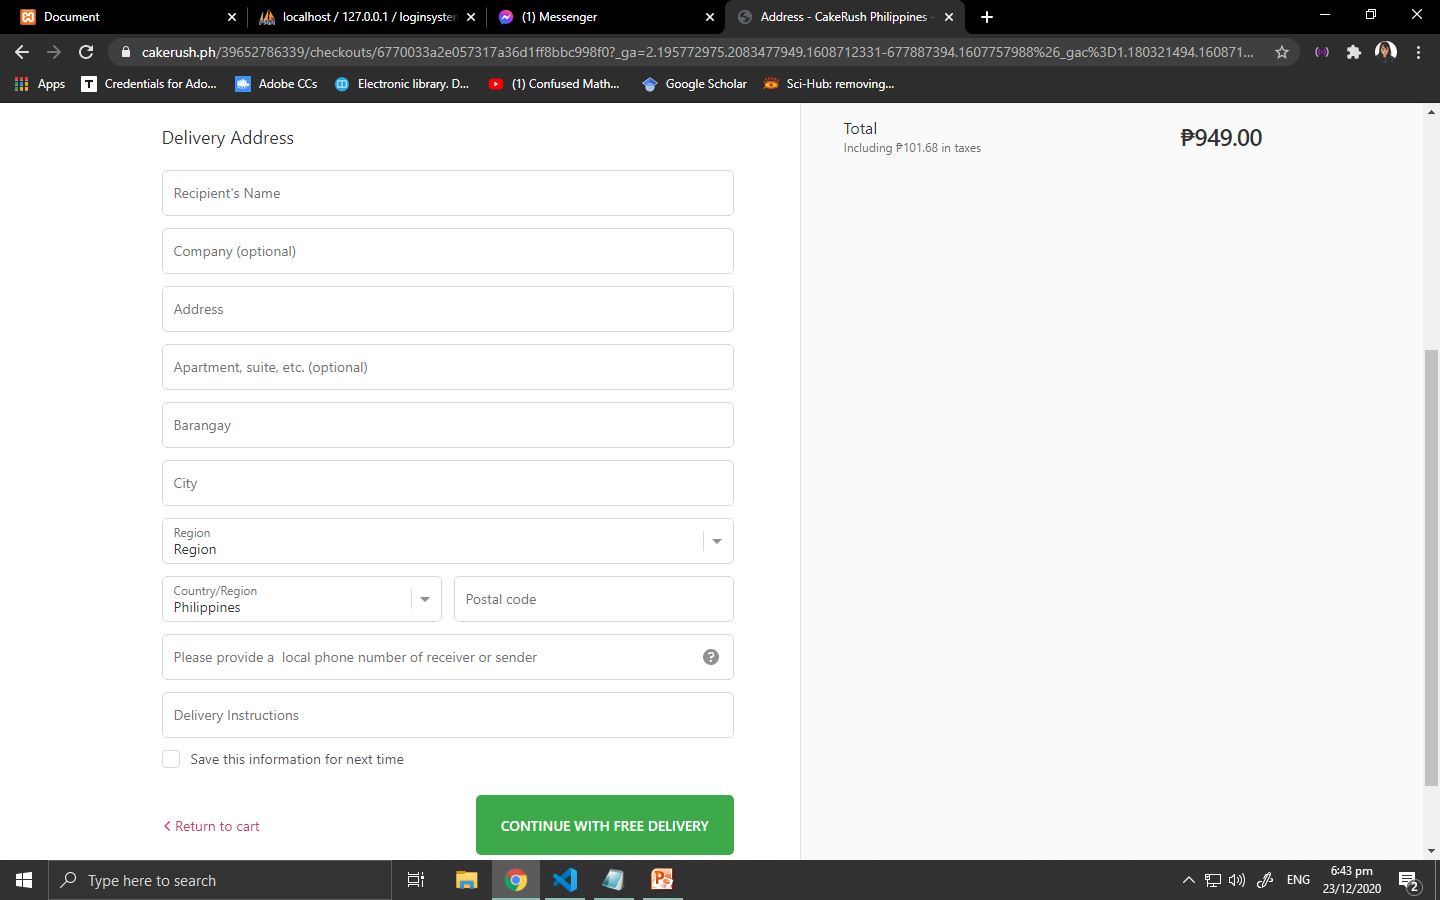 Document
localhost / 127.0.0.1 / loginsystem
(1) Messenger
Address - CakeRush Philippines -
cakerush.ph/39652786339/checkouts/6770033a2e057317a36d1ff8bbc998f0?_ga=2.195772975.2083477949.1608712331-677887394.1607757988%26_gac%3D1.180321494.160871...
Apps
T
Credentials for Ado...
Adobe CCs
Electronic library. D...
(1) Confused Math...
Google Scholar
Sci-Hub: removing...
Delivery Address
Recipient's Name
Company (optional)
Address
Apartment, suite, etc. (optional)
Barangay
City
Region
Region
Country/Region
Philippines
Postal code
Please provide a  local phone number of receiver or sender
Delivery Instructions
Save this information for next time
Return to cart
CONTINUE WITH FREE DELIVERY
Total
Including ₱101.68 in taxes
₱949.00
Type here to search
ENG
6:43 pm
23/12/2020
2